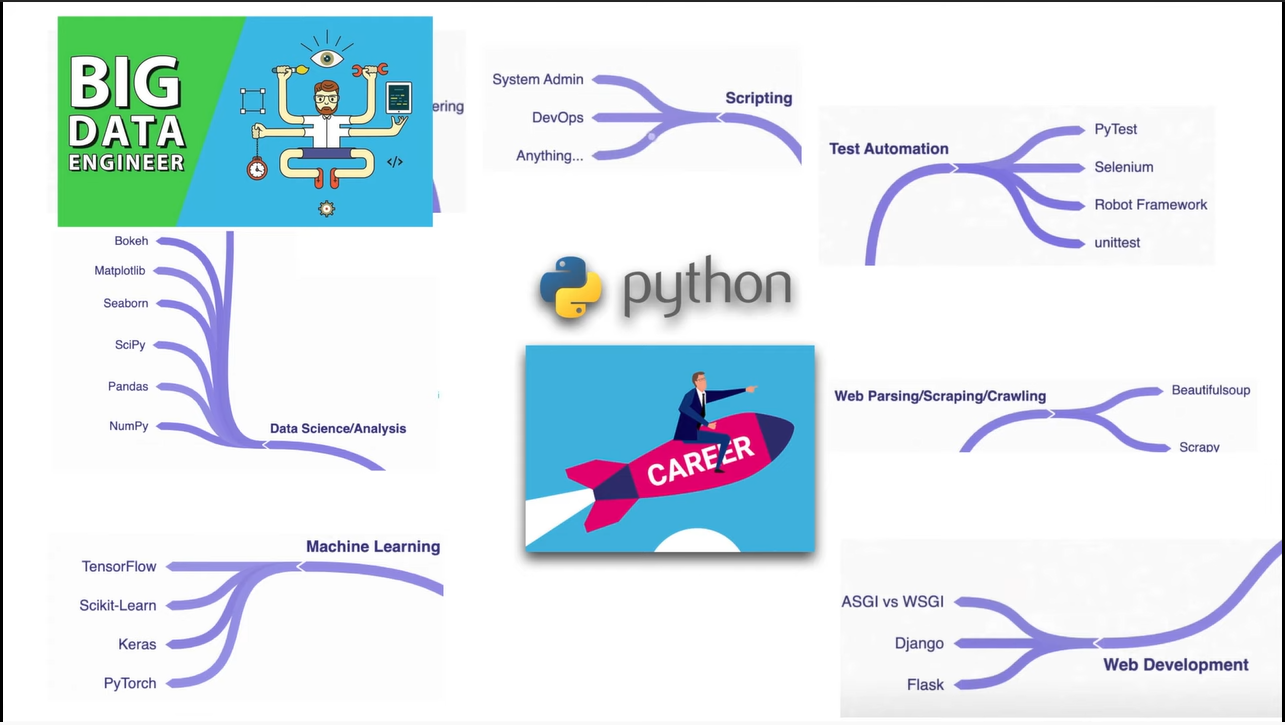 BIG
DATA
ENGINEER
</>
ering
System Admin
DevOps
Anything...
Scripting
Test Automation
PyTest
Selenium
Robot Framework
unittest
Bokeh
Matplotlib
Seaborn
SciPy
Pandas
NumPy
Data Science/Analysis
python
CAREER
Web Parsing/Scraping/Crawling
Beautifulsoup
Scrapy
Machine Learning
TensorFlow
Scikit-Learn
Keras
PyTorch
ASGI vs WSGI
Django
Flask
Web Development